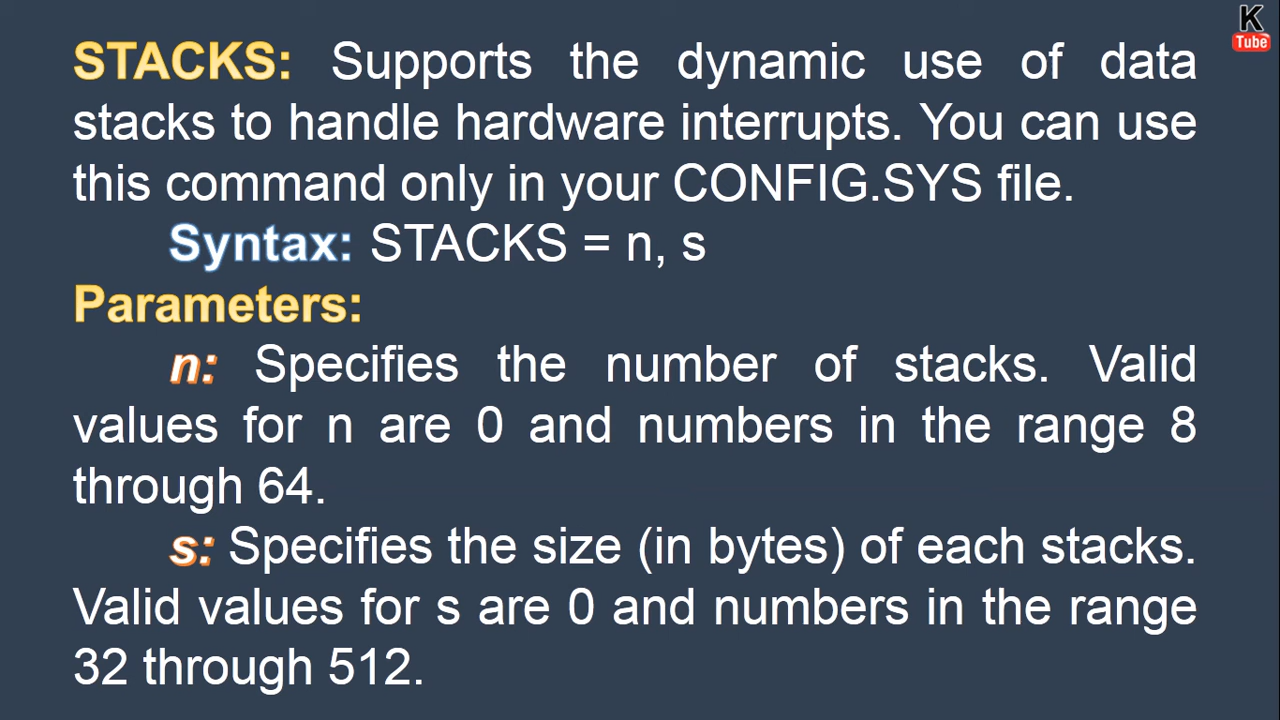 K
Tube
STACKS: Supports the dynamic use of data
stacks to handle hardware interrupts. You can use
this command only in your CONFIG.SYS file.
Syntax: STACKS = n, s
Parameters:
n: Specifies the number of stacks. Valid
values for n are 0 and numbers in the range 8
through 64.
s: Specifies the size (in bytes) of each stacks.
Valid values for s are 0 and numbers in the range
32 through 512.